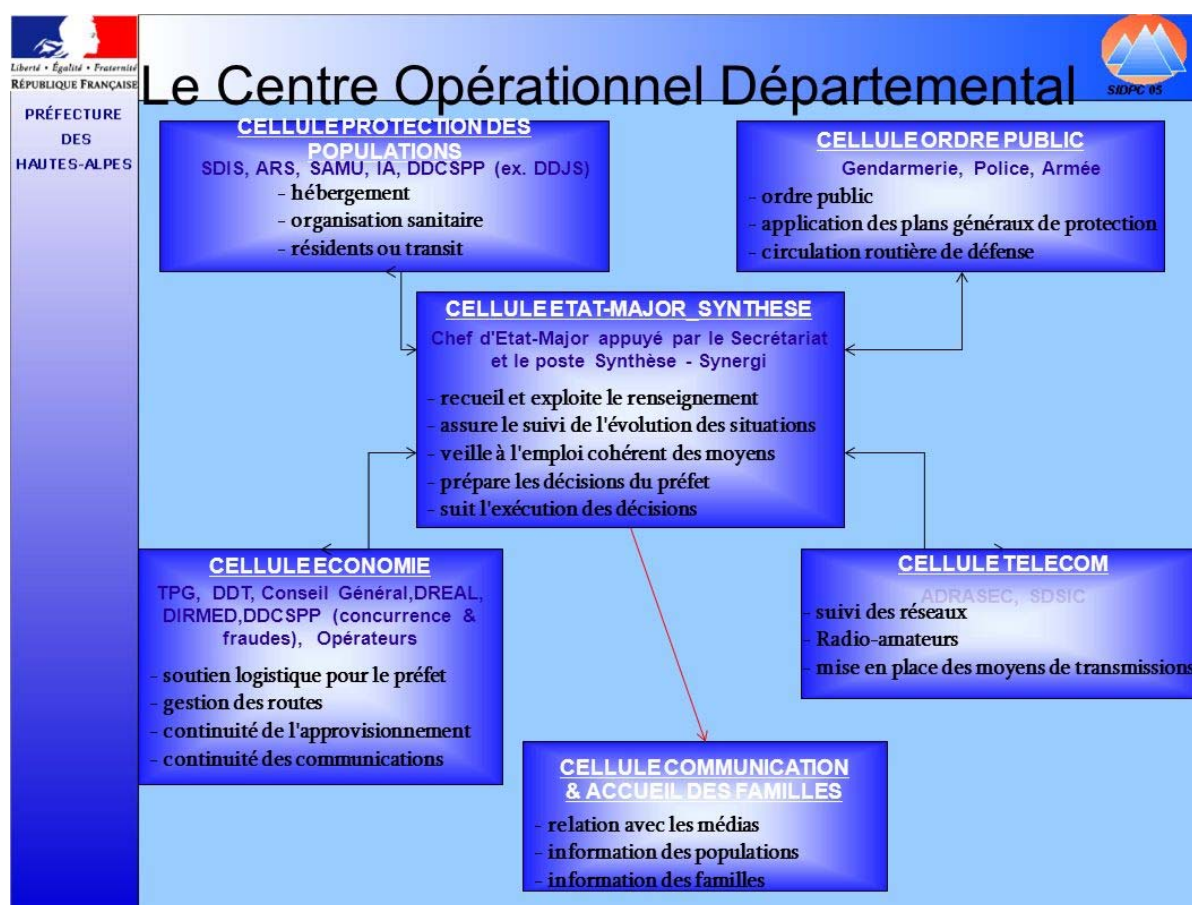 Liberté • Égalité • Fraternité
RÉPUBLIQUE FRANÇAISE
PRÉFECTURE
DES
HAUTES-ALPES
Le Centre Opérationnel Départemental
SIDPC 05
CELLULE PROTECTION DES
POPULATIONS
SDIS, ARS, SAMU, IA, DDCSPP (ex. DDJS)
- hébergement
- organisation sanitaire
- résidents ou transit
CELLULE ORDRE PUBLIC
Gendarmerie, Police, Armée
- ordre public
- application des plans généraux de protection
- circulation routière de défense
CELLULE ETAT-MAJOR_SYNTHESE
Chef d'Etat-Major appuyé par le Secrétariat
et le poste Synthèse - Synergi
- recueil et exploite le renseignement
- assure le suivi de l'évolution des situations
- veille à l'emploi cohérent des moyens
- prépare les décisions du préfet
- suit l'exécution des décisions
CELLULE ECONOMIE
TPG, DDT, Conseil Général,DREAL,
DIRMED,DDCSPP (concurrence &
fraudes), Opérateurs
- soutien logistique pour le préfet
- gestion des routes
- continuité de l'approvisionnement
- continuité des communications
CELLULE TELECOM
ADRASEC, SDSIC
- suivi des réseaux
- Radio-amateurs
- mise en place des moyens de transmissions
CELLULE COMMUNICATION
& ACCUEIL DES FAMILLES
- relation avec les médias
- information des populations
- information des familles